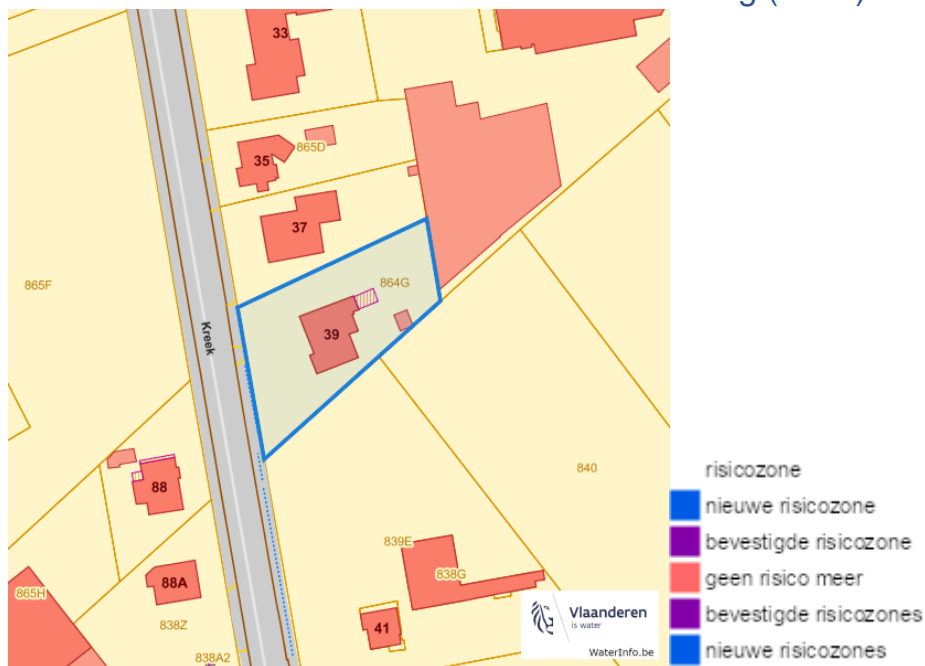 33
35
865D
37
865F
864G
39
Kreek
88
840
839E
838G
88A
865H
838Z
41
838A2
Vlaanderen
is water
WaterInfo.be
risicozone
nieuwe risicozone
bevestigde risicozone
geen risico meer
bevestigde risicozones
nieuwe risicozones